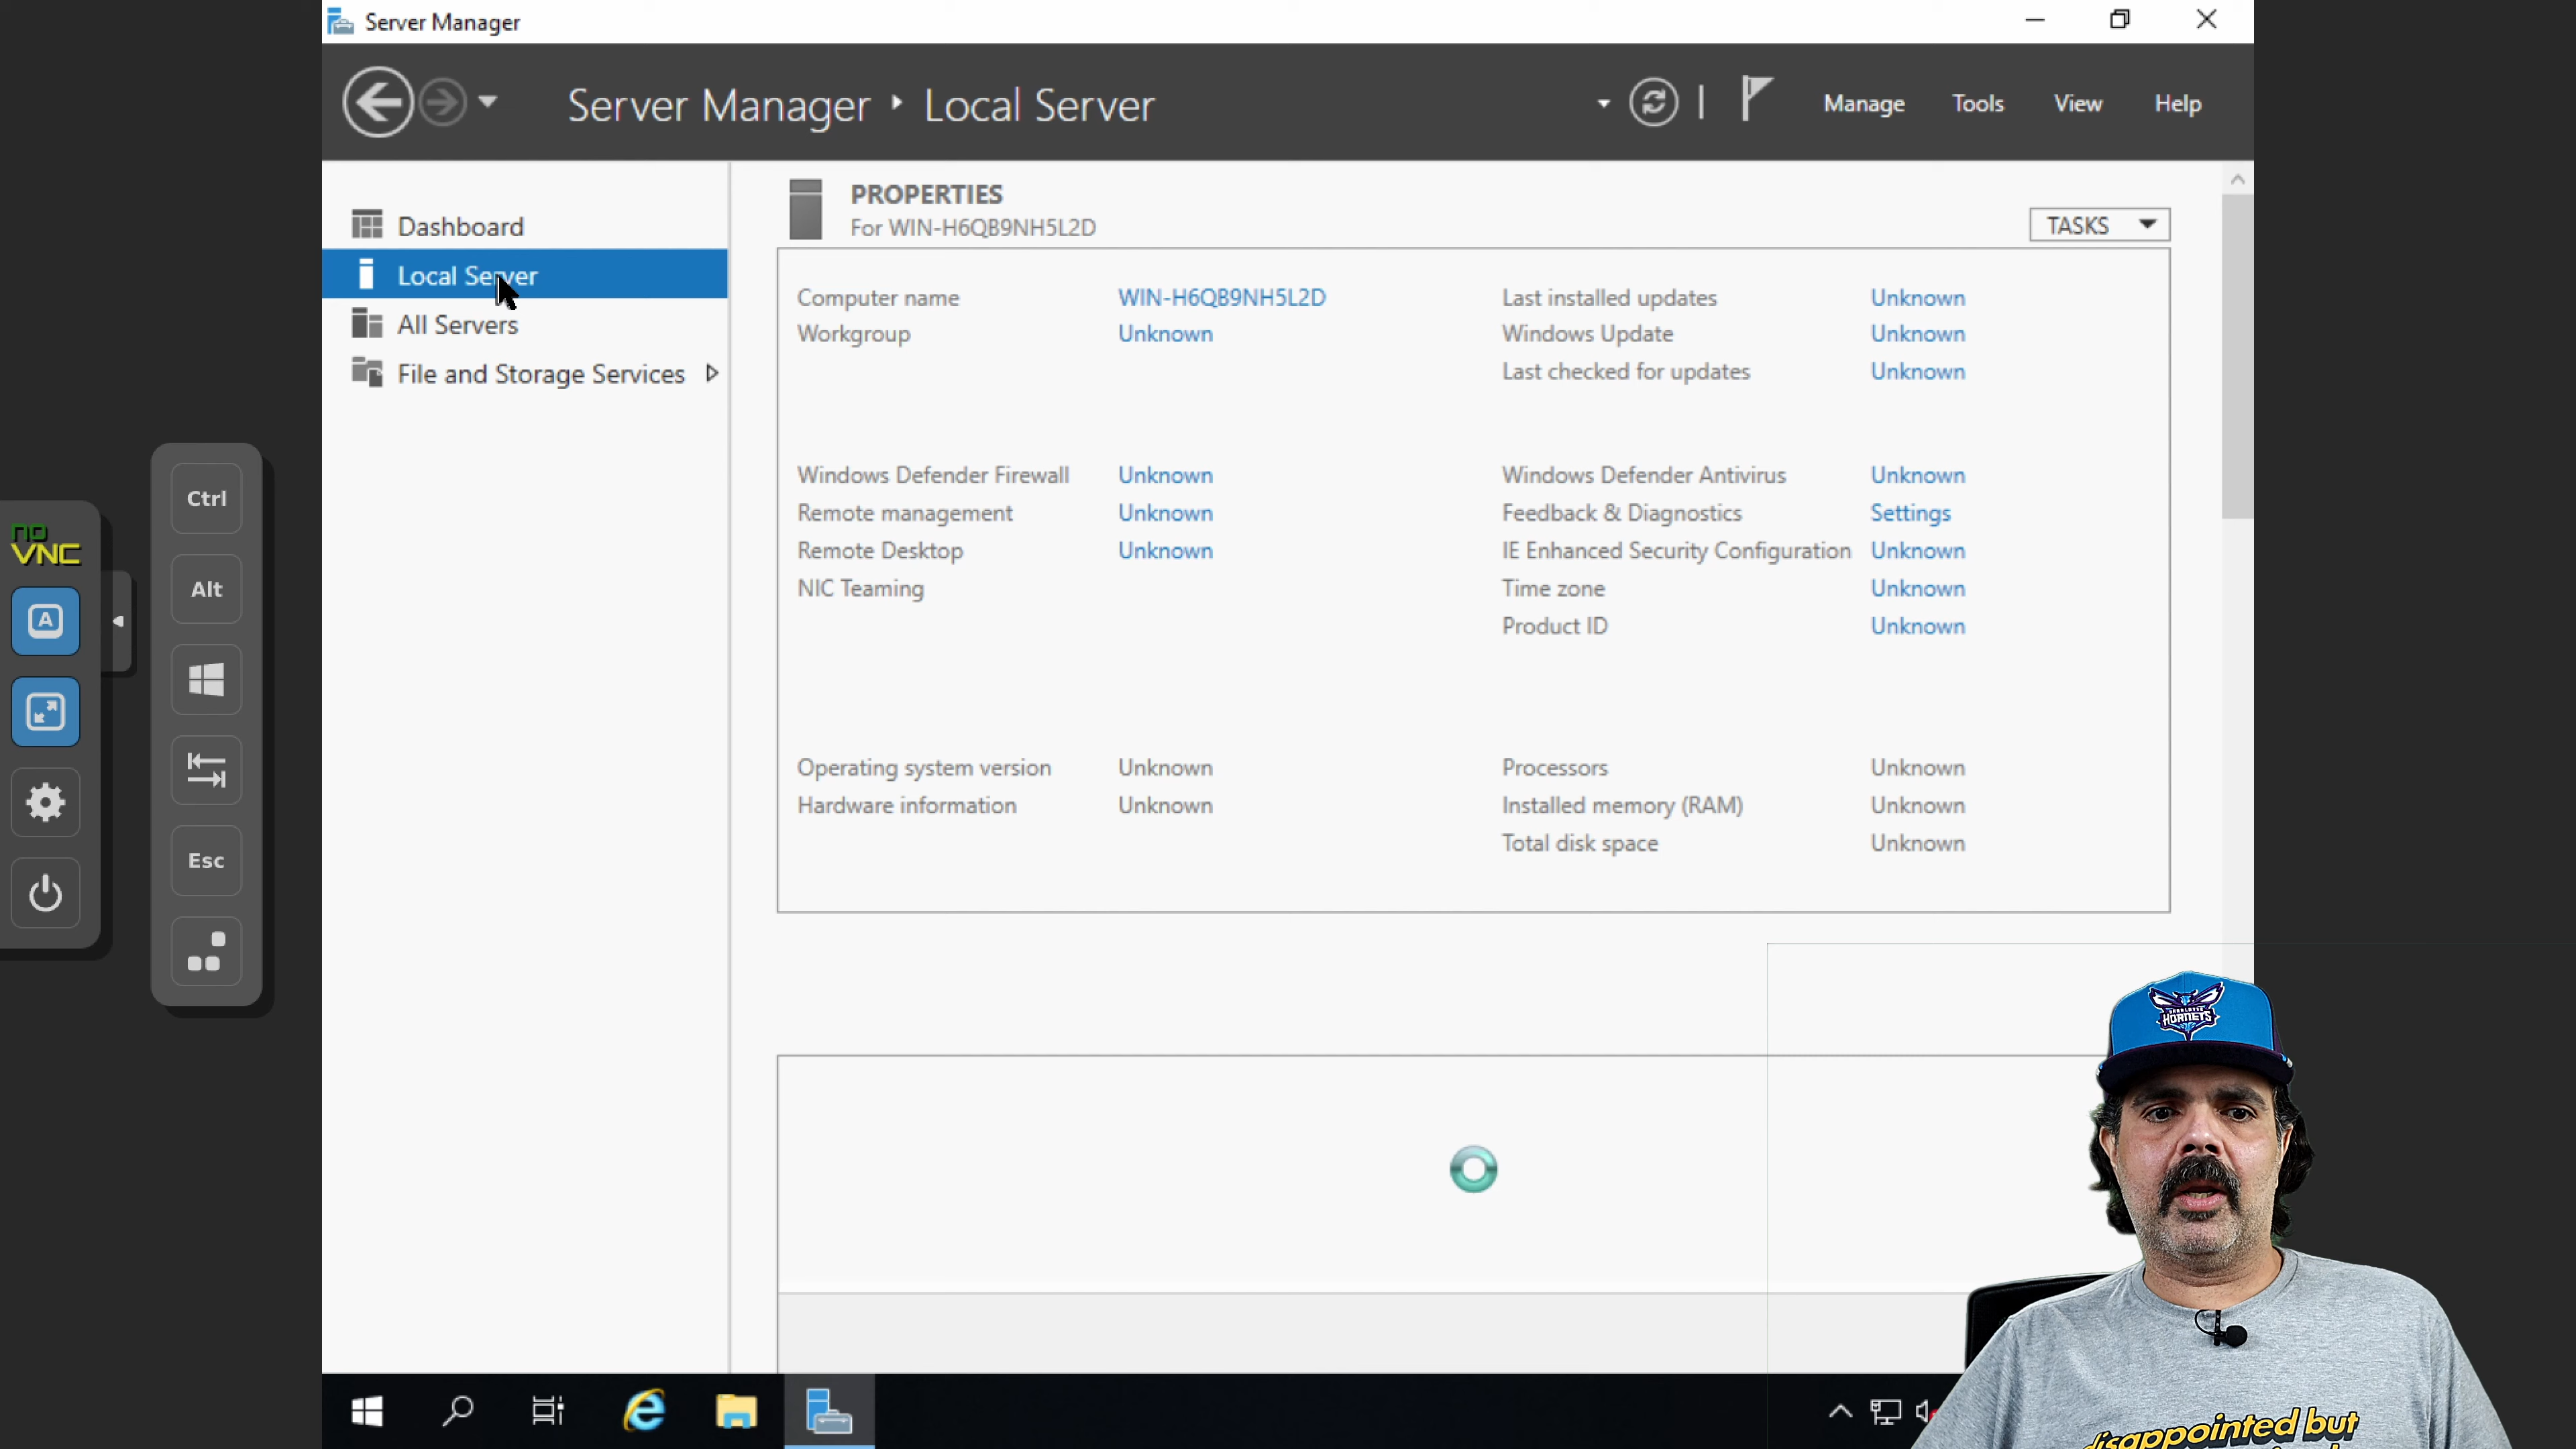 Server Manager
Server Manager ‣ Local Server
Manage
Tools
View
Help
Dashboard
Local Server
All Servers
File and Storage Services
PROPERTIES
For WIN-H6QB9NH5L2D
TASKS
Computer name WIN-H6QB9NH5L2D
Workgroup Unknown
Last installed updates Unknown
Windows Update Unknown
Last checked for updates Unknown
Windows Defender Firewall Unknown
Remote management Unknown
Remote Desktop Unknown
NIC Teaming
Windows Defender Antivirus Unknown
Feedback & Diagnostics Settings
IE Enhanced Security Configuration Unknown
Time zone Unknown
Product ID Unknown
Operating system version Unknown
Hardware information Unknown
Processors Unknown
Installed memory (RAM) Unknown
Total disk space Unknown
no
VNC
A
Ctrl
Alt
Esc
HORNETS
disappointed but